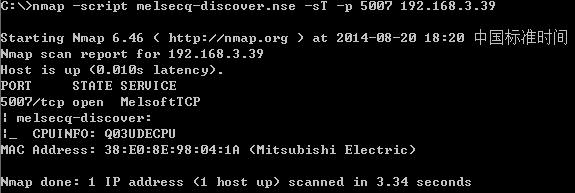 C:\>nmap -script melsecq-discover.nse -sT -p 5007 192.168.3.39
Starting Nmap 6.46 ( http://nmap.org ) at 2014-08-20 18:20 中国标准时间
Nmap scan report for 192.168.3.39
Host is up (0.010s latency).
PORT     STATE SERVICE
5007/tcp open  MelsoftTCP
| melsecq-discover:
|_  CPUINFO: Q03UDECPU
MAC Address: 38:E0:8E:98:04:1A (Mitsubishi Electric)
Nmap done: 1 IP address (1 host up) scanned in 3.34 seconds